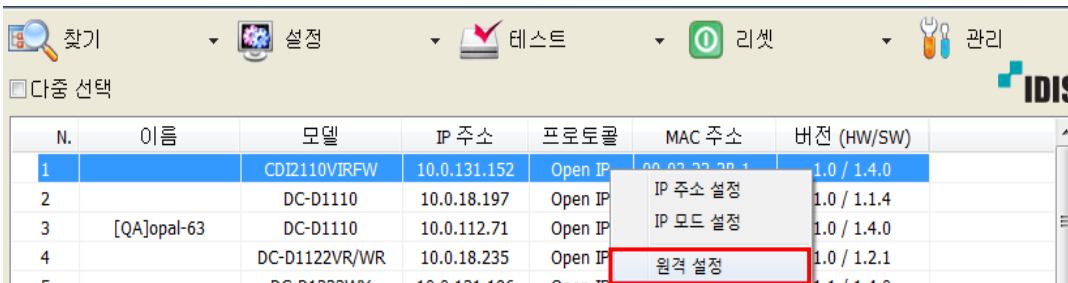 찾기 설정 테스트 리셋 관리
다중 선택
IDIS
N. 이름 모델 IP 주소 프로토콜 MAC 주소 버전 (HW/SW)
1 CDI2110VIRFW 10.0.131.152 Open IP 1.0 / 1.4.0
2 DC-D1110 10.0.18.197 Open IP 1.0 / 1.1.4
3 [QA]opal-63 DC-D1110 10.0.112.71 Open IP 1.0 / 1.4.0
4 DC-D1122VR/WR 10.0.18.235 Open IP 1.0 / 1.2.1
IP 주소 설정
IP 모드 설정
원격 설정